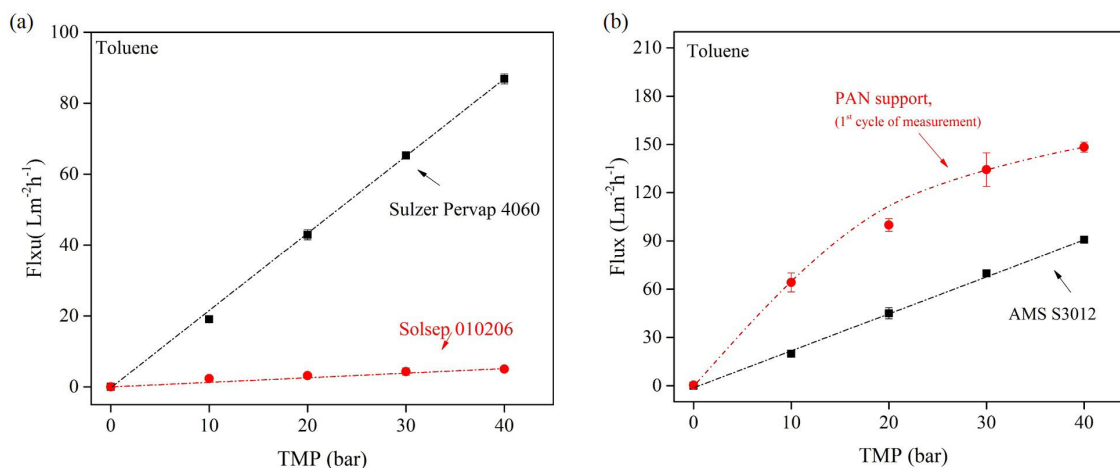 (a)
Toluene
Flxu( Lm⁻²h⁻¹)
100
80
60
40
20
0
Sulzer Pervap 4060
Solsep 010206
0 10 20 30 40
TMP (bar)
(b)
Toluene
Flux (Lm⁻²h⁻¹)
210
180
150
120
90
60
30
0
PAN support,
(1ˢᵗ cycle of measurement)
AMS S3012
0 10 20 30 40
TMP (bar)